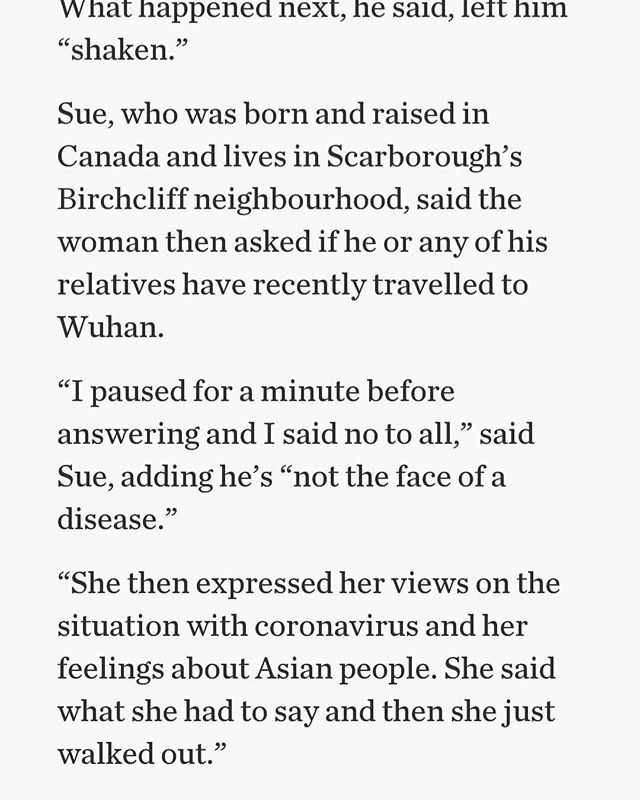 What happened next, he said, left him
“shaken.”
Sue, who was born and raised in
Canada and lives in Scarborough’s
Birchcliff neighbourhood, said the
woman then asked if he or any of his
relatives have recently travelled to
Wuhan.
“I paused for a minute before
answering and I said no to all,” said
Sue, adding he’s “not the face of a
disease.”
“She then expressed her views on the
situation with coronavirus and her
feelings about Asian people. She said
what she had to say and then she just
walked out.”